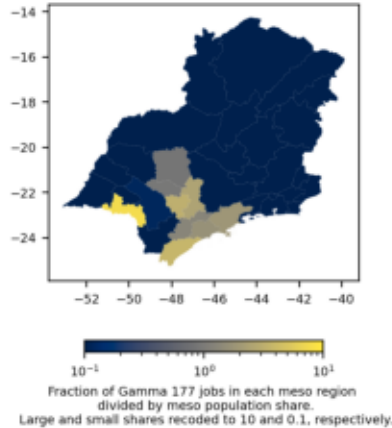 −14
−16
−18
−20
−22
−24
−52 −50 −48 −46 −44 −42 −40
10⁻¹ 10⁰ 10¹
Fraction of Gamma 177 jobs in each meso region
divided by meso population share.
Large and small shares recoded to 10 and 0.1, respectively.